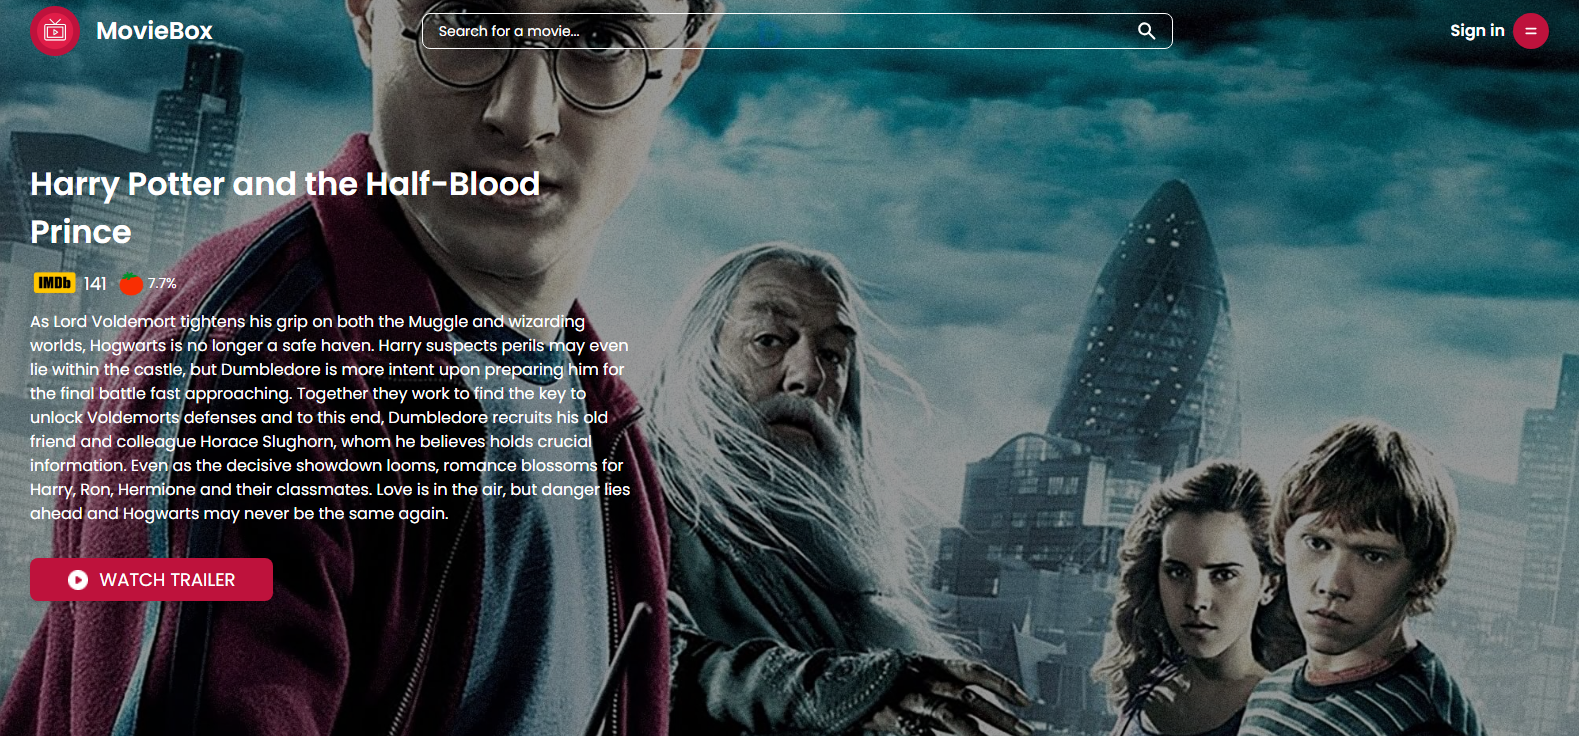 MovieBox
Search for a movie...
Sign in
Harry Potter and the Half-Blood
Prince
IMDb 141 7.7%
As Lord Voldemort tightens his grip on both the Muggle and wizarding
worlds, Hogwarts is no longer a safe haven. Harry suspects perils may even
lie within the castle, but Dumbledore is more intent upon preparing him for
the final battle fast approaching. Together they work to find the key to
unlock Voldemorts defenses and to this end, Dumbledore recruits his old
friend and colleague Horace Slughorn, whom he believes holds crucial
information. Even as the decisive showdown looms, romance blossoms for
Harry, Ron, Hermione and their classmates. Love is in the air, but danger lies
ahead and Hogwarts may never be the same again.
WATCH TRAILER